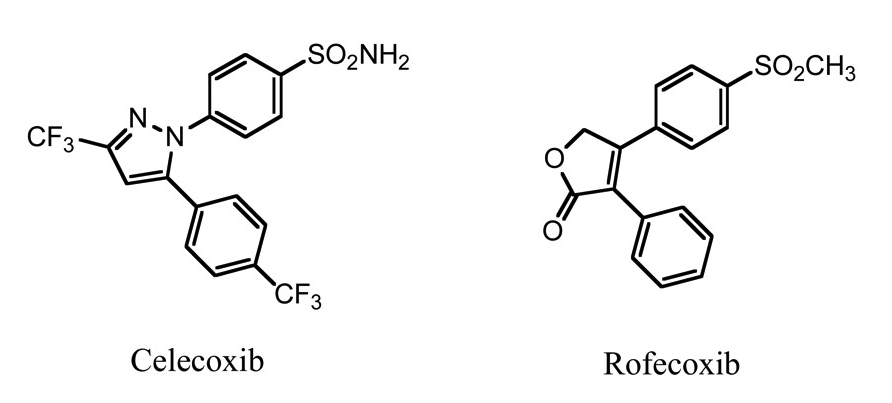 SO2NH2
N
N
CF3
CF3
Celecoxib
SO2CH3
O
O
Rofecoxib